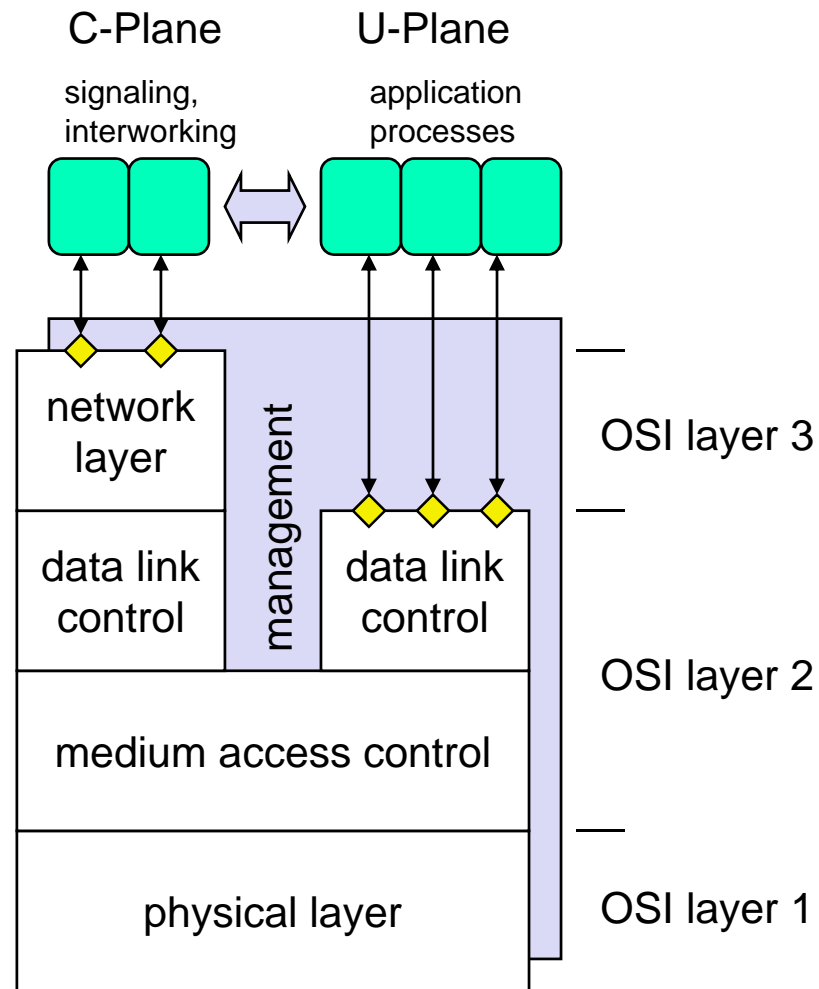 C-Plane
U-Plane
signaling,
interworking
application
processes
network
layer
management
OSI layer 3
data link
control
data link
control
OSI layer 2
medium access control
physical layer
OSI layer 1